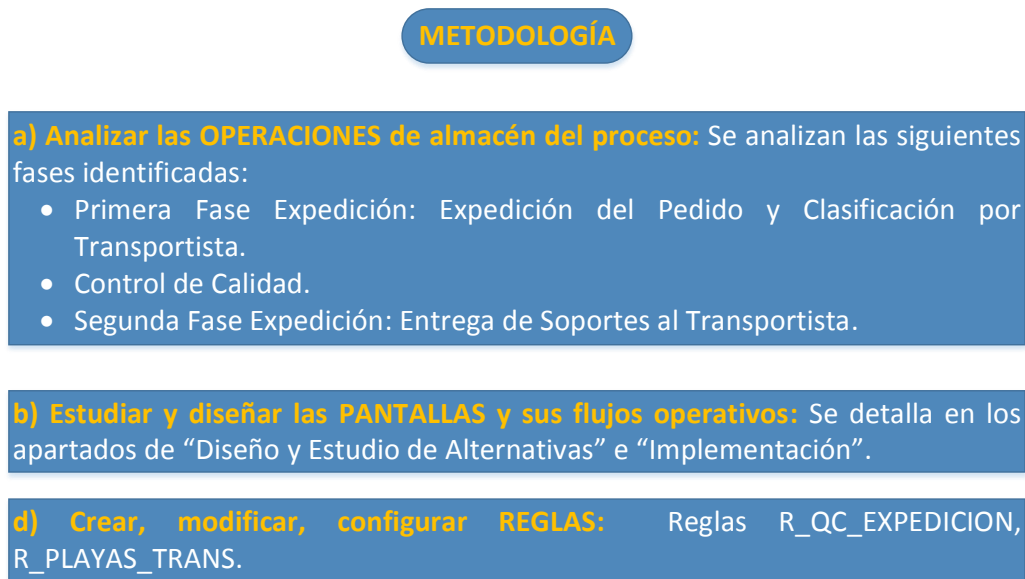 METODOLOGÍA
a) Analizar las OPERACIONES de almacén del proceso: Se analizan las siguientes
fases identificadas:
• Primera Fase Expedición: Expedición del Pedido y Clasificación por
Transportista.
• Control de Calidad.
• Segunda Fase Expedición: Entrega de Soportes al Transportista.
b) Estudiar y diseñar las PANTALLAS y sus flujos operativos: Se detalla en los
apartados de “Diseño y Estudio de Alternativas” e “Implementación”.
d) Crear, modificar, configurar REGLAS: Reglas R_QC_EXPEDICION,
R_PLAYAS_TRANS.